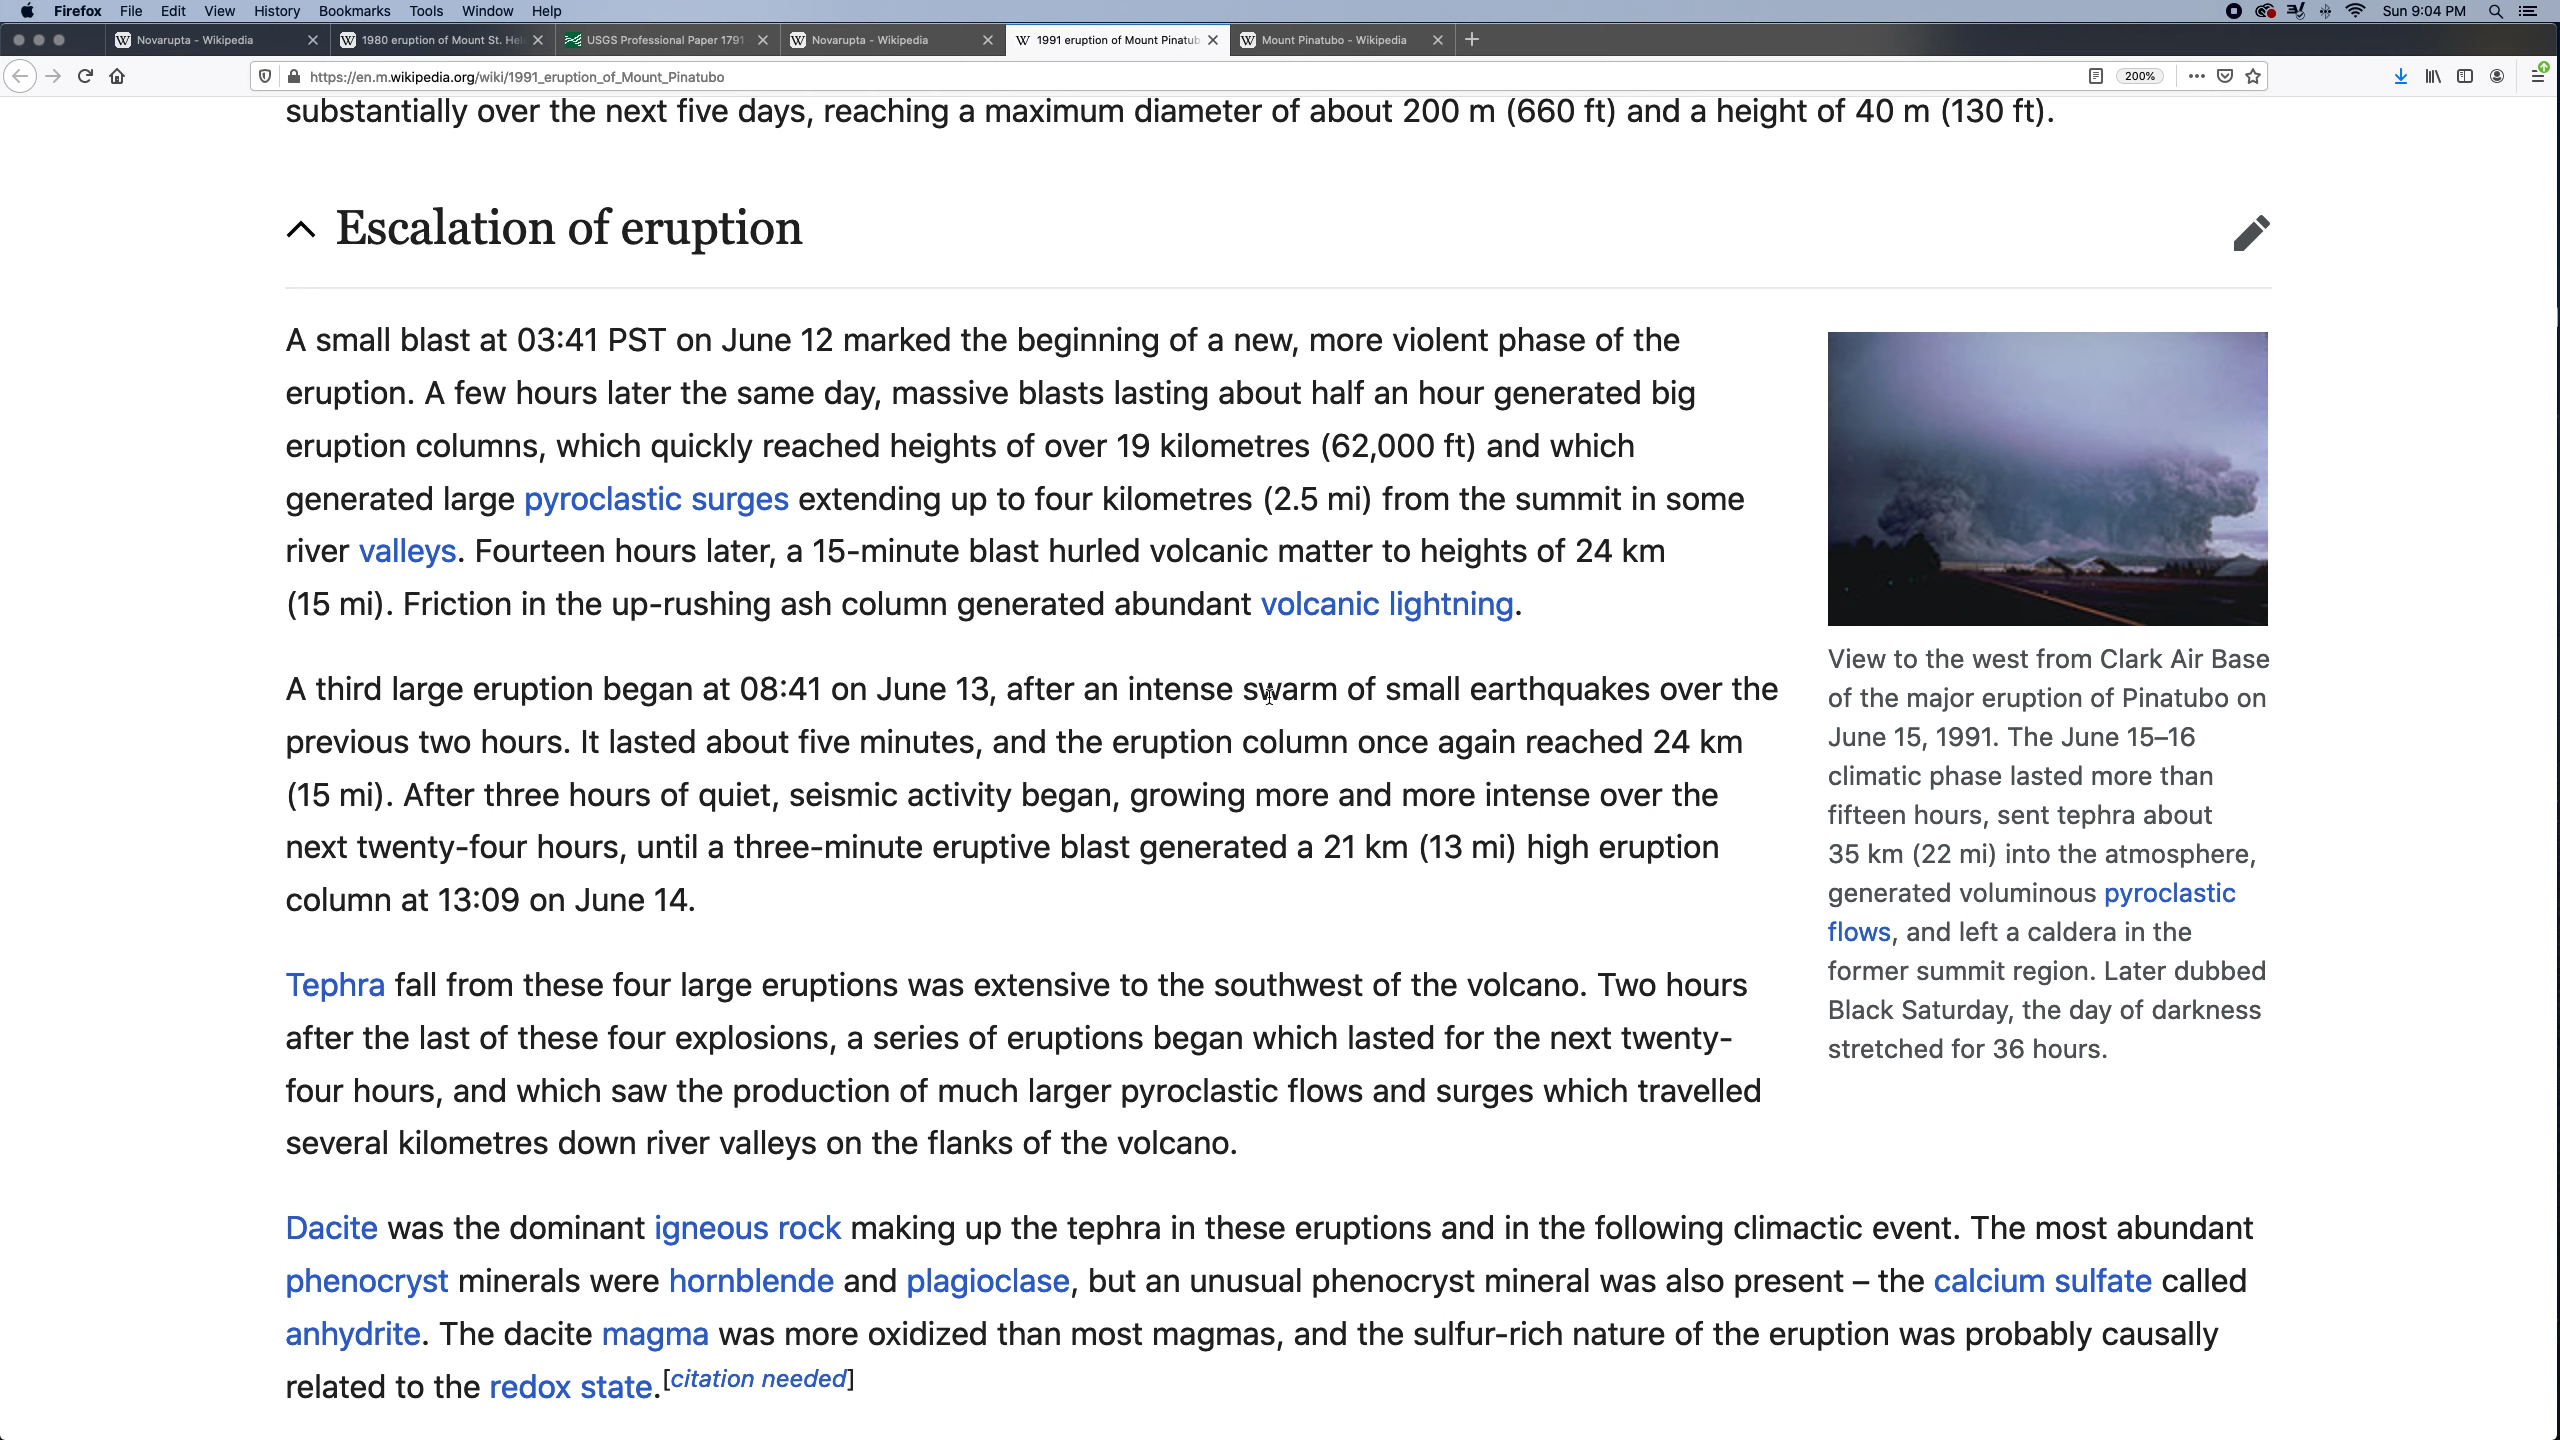 Firefox File Edit View History Bookmarks Tools Window Help Sun 9:04 PM
Novarupta - Wikipedia 1980 eruption of Mount St. Hel USGS Professional Paper 1791 Novarupta - Wikipedia 1991 eruption of Mount Pinatub Mount Pinatubo - Wikipedia
https://en.m.wikipedia.org/wiki/1991_eruption_of_Mount_Pinatubo 200%
substantially over the next five days, reaching a maximum diameter of about 200 m (660 ft) and a height of 40 m (130 ft).
Escalation of eruption
A small blast at 03:41 PST on June 12 marked the beginning of a new, more violent phase of the
eruption. A few hours later the same day, massive blasts lasting about half an hour generated big
eruption columns, which quickly reached heights of over 19 kilometres (62,000 ft) and which
generated large pyroclastic surges extending up to four kilometres (2.5 mi) from the summit in some
river valleys. Fourteen hours later, a 15-minute blast hurled volcanic matter to heights of 24 km
(15 mi). Friction in the up-rushing ash column generated abundant volcanic lightning.
A third large eruption began at 08:41 on June 13, after an intense swarm of small earthquakes over the
previous two hours. It lasted about five minutes, and the eruption column once again reached 24 km
(15 mi). After three hours of quiet, seismic activity began, growing more and more intense over the
next twenty-four hours, until a three-minute eruptive blast generated a 21 km (13 mi) high eruption
column at 13:09 on June 14.
Tephra fall from these four large eruptions was extensive to the southwest of the volcano. Two hours
after the last of these four explosions, a series of eruptions began which lasted for the next twenty-
four hours, and which saw the production of much larger pyroclastic flows and surges which travelled
several kilometres down river valleys on the flanks of the volcano.
View to the west from Clark Air Base
of the major eruption of Pinatubo on
June 15, 1991. The June 15–16
climatic phase lasted more than
fifteen hours, sent tephra about
35 km (22 mi) into the atmosphere,
generated voluminous pyroclastic
flows, and left a caldera in the
former summit region. Later dubbed
Black Saturday, the day of darkness
stretched for 36 hours.
Dacite was the dominant igneous rock making up the tephra in these eruptions and in the following climactic event. The most abundant
phenocryst minerals were hornblende and plagioclase, but an unusual phenocryst mineral was also present – the calcium sulfate called
anhydrite. The dacite magma was more oxidized than most magmas, and the sulfur-rich nature of the eruption was probably causally
related to the redox state.[citation needed]